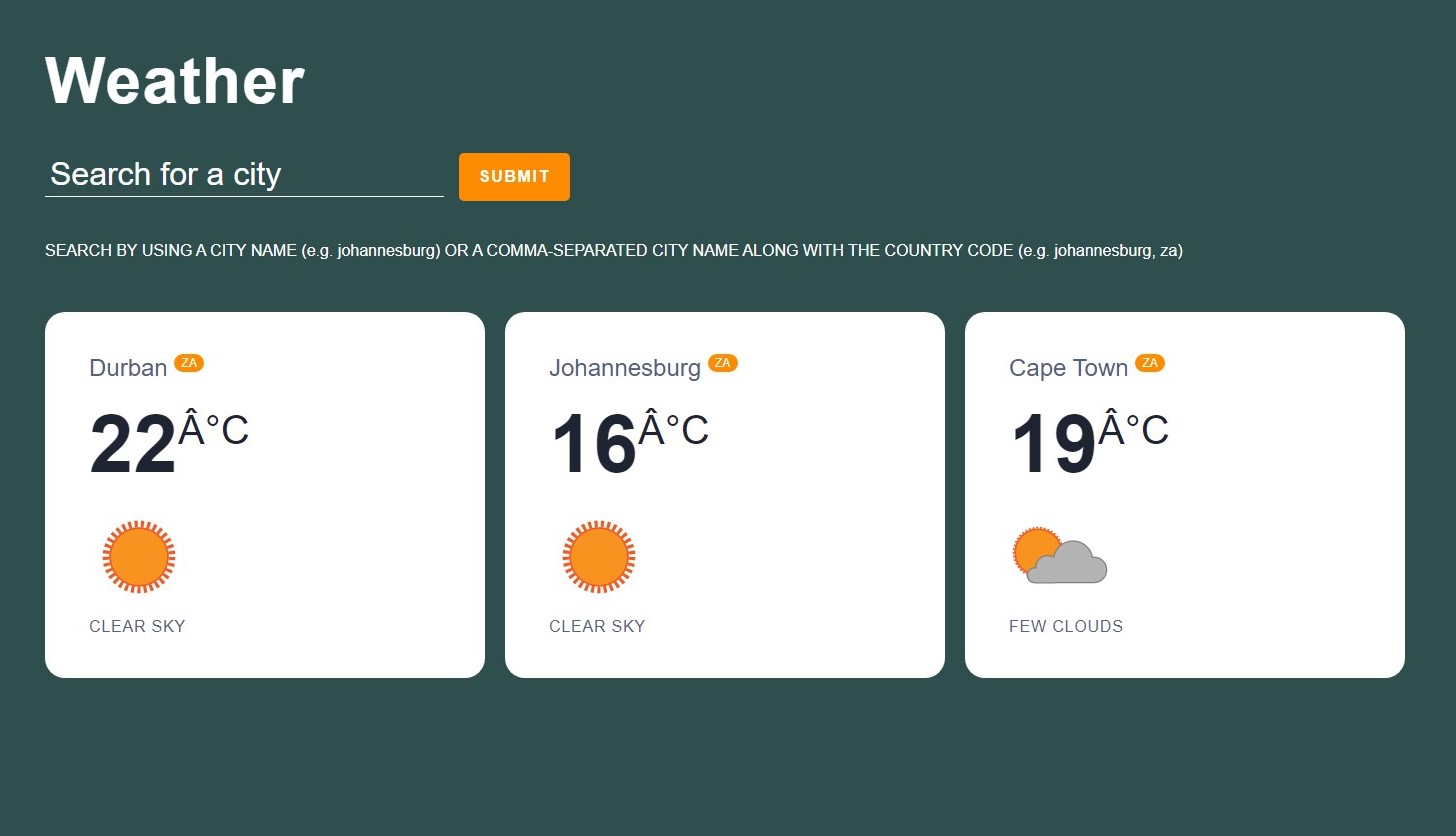 Weather
Search for a city
SUBMIT
SEARCH BY USING A CITY NAME (e.g. johannesburg) OR A COMMA-SEPARATED CITY NAME ALONG WITH THE COUNTRY CODE (e.g. johannesburg, za)
Durban ZA
22Â°C
CLEAR SKY
Johannesburg ZA
16Â°C
CLEAR SKY
Cape Town ZA
19Â°C
FEW CLOUDS